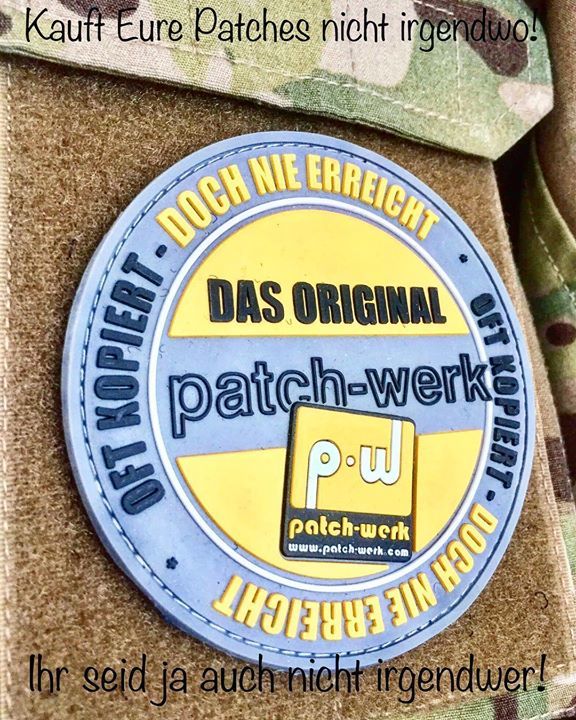 Kauft Eure Patches nicht irgendwo!
OFT KOPIERT - DOCH NIE ERREICHT
OFT KOPIERT - DOCH NIE ERREICHT
DAS ORIGINAL
patch-werk
p·w
patch-werk
www.patch-werk.com
Ihr seid ja auch nicht irgendwer!